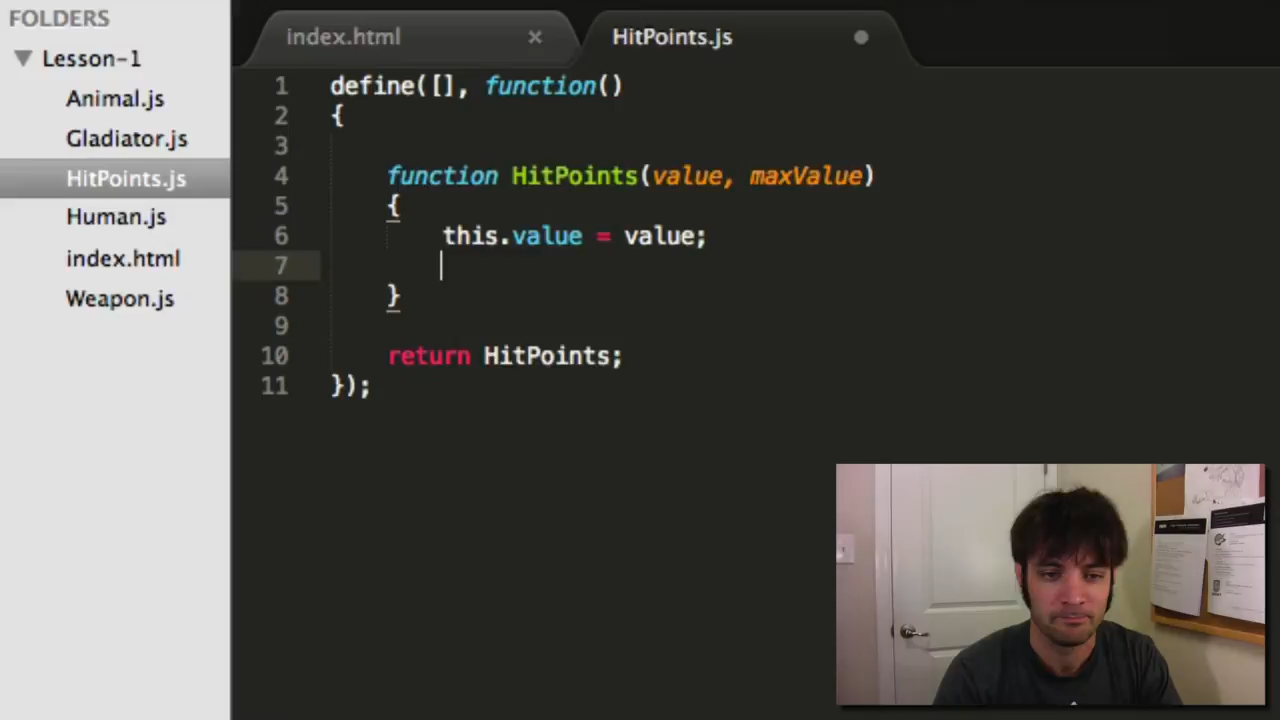 FOLDERS
Lesson-1
Animal.js
Gladiator.js
HitPoints.js
Human.js
index.html
Weapon.js
index.html ×
HitPoints.js
1 define([], function()
2 {
3
4 function HitPoints(value, maxValue)
5 {
6 this.value = value;
7
8 }
9
10 return HitPoints;
11 });